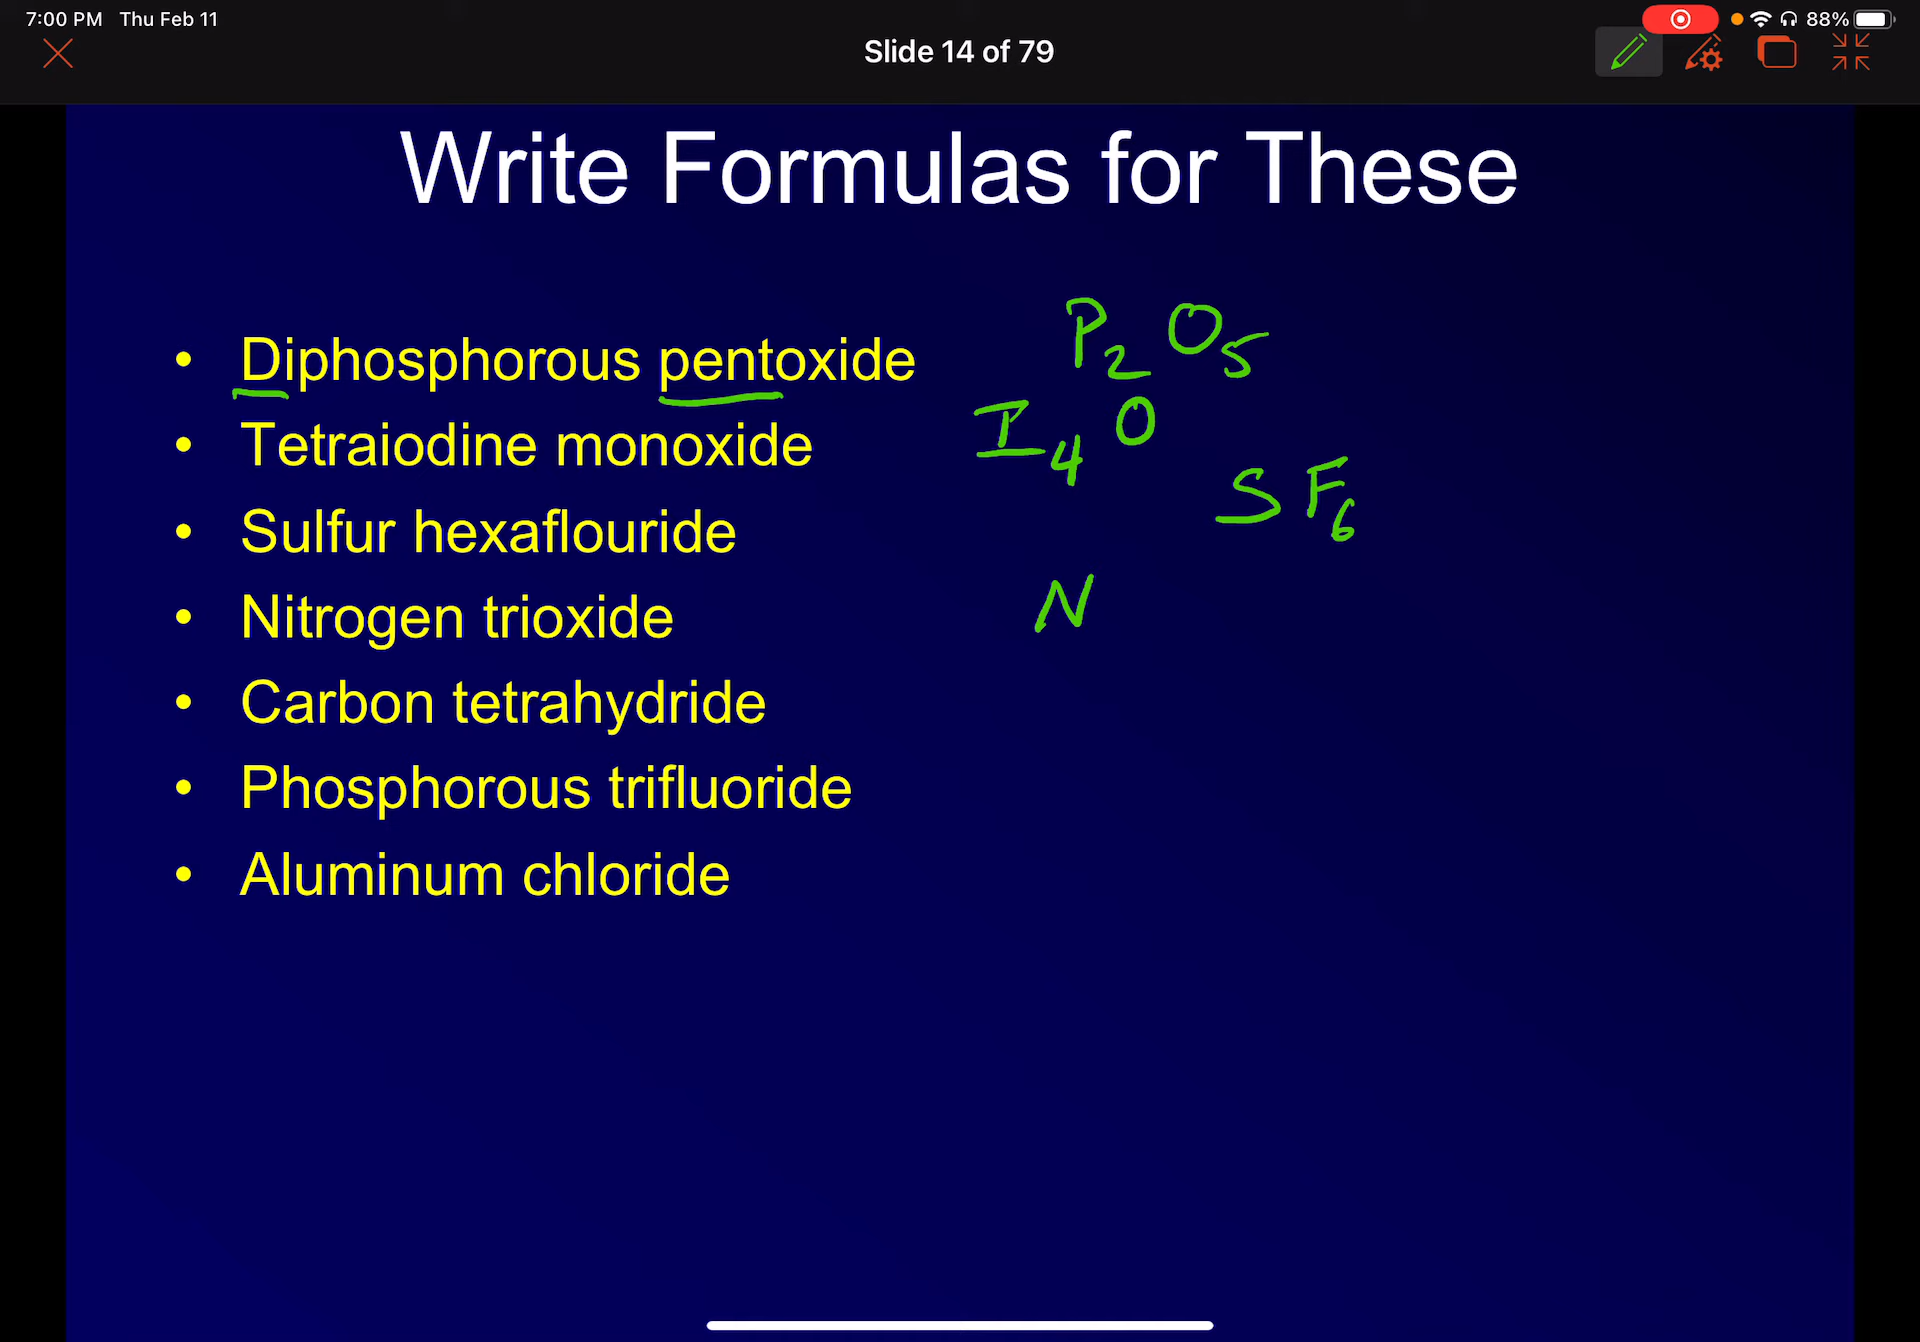 7:00 PM Thu Feb 11
88%
Slide 14 of 79
Write Formulas for These
• Diphosphorous pentoxide P₂O₅
• Tetraiodine monoxide I₄O
• Sulfur hexaflouride SF₆
• Nitrogen trioxide N
• Carbon tetrahydride
• Phosphorous trifluoride
• Aluminum chloride